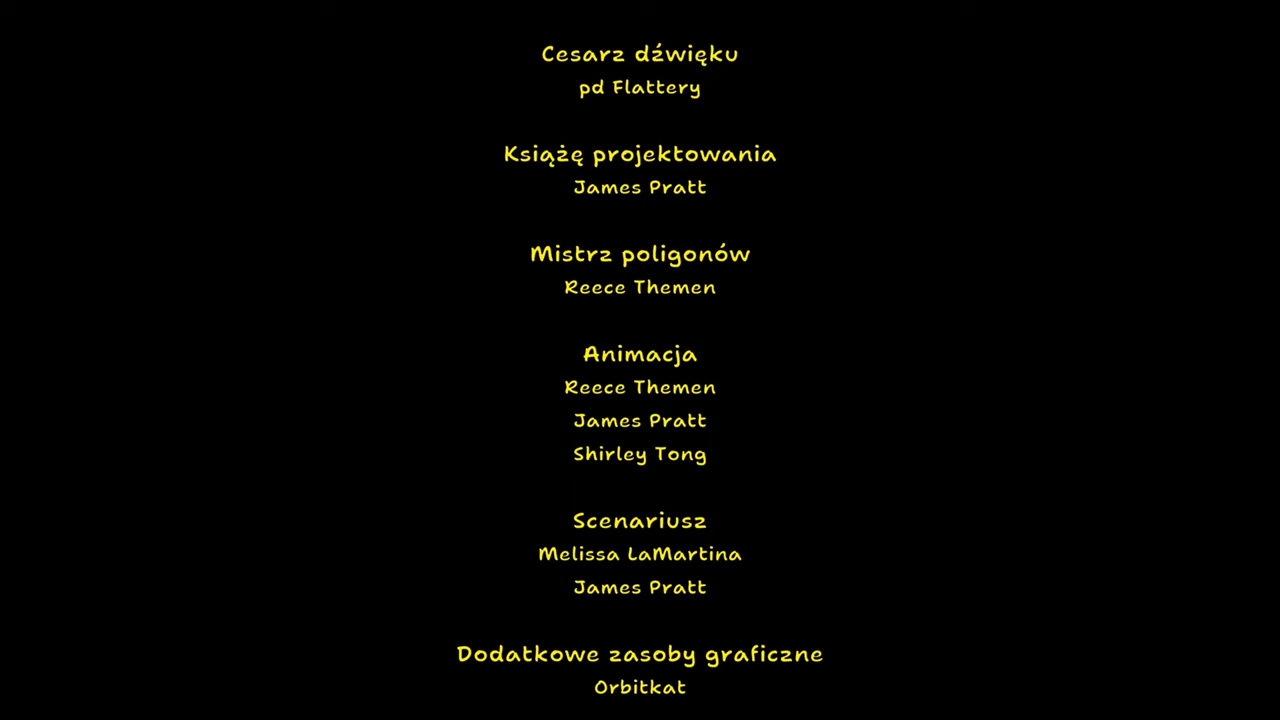 Cesarz dźwięku
pd Flattery
Książę projektowania
James Pratt
Mistrz poligonów
Reece Themen
Animacja
Reece Themen
James Pratt
Shirley Tong
Scenariusz
Melissa LaMartina
James Pratt
Dodatkowe zasoby graficzne
Orbitkat